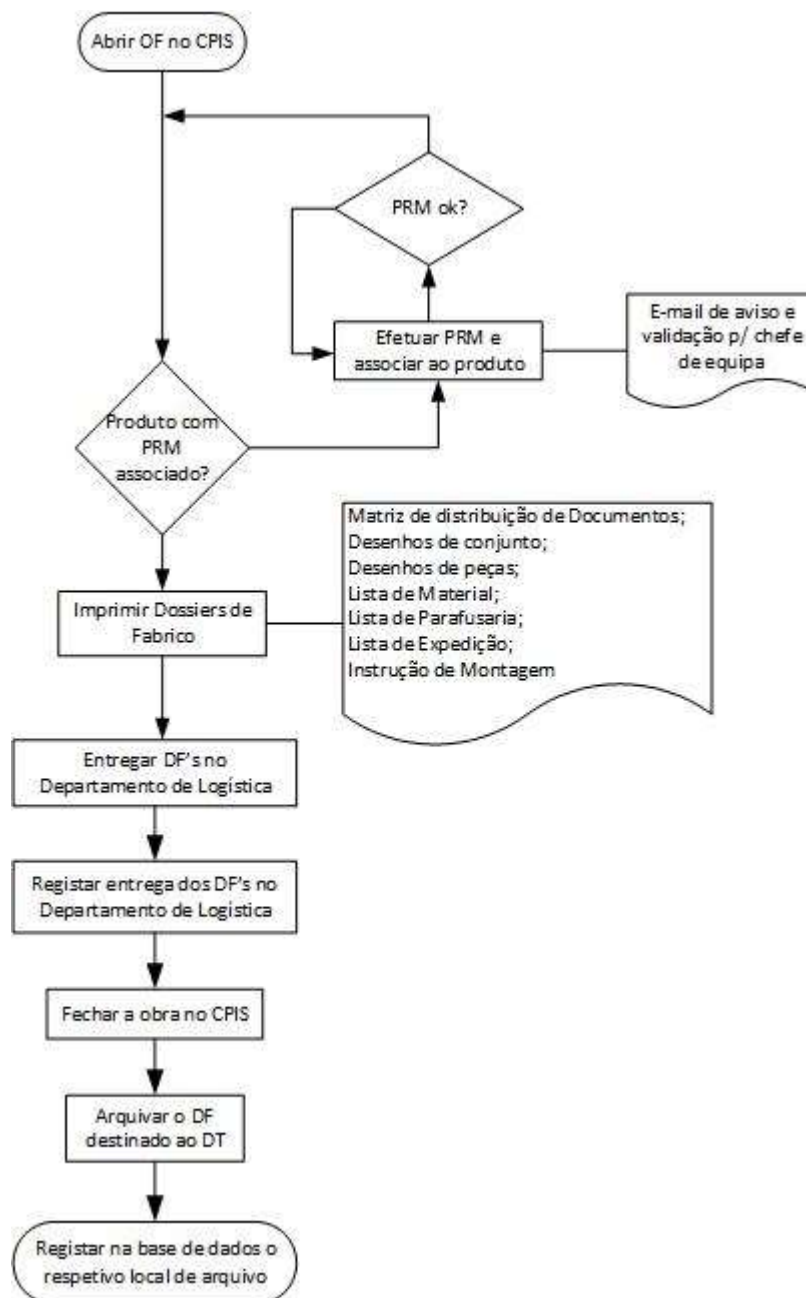 Abrir OF no CPIS
PRM ok?
Efetuar PRM e
associar ao produto
E-mail de aviso e
validação p/ chefe
de equipa
Produto com
PRM
associado?
Matriz de distribuição de Documentos;
Desenhos de conjunto;
Desenhos de peças;
Lista de Material;
Lista de Parafusaria;
Lista de Expedição;
Instrução de Montagem
Imprimir Dossiers de
Fabrico
Entregar DF's no
Departamento de Logística
Registar entrega dos DF's no
Departamento de Logistica
Fechar a obra no CPIS
Arquivar o DF
destinado ao DT
Registar na base de dados o
respetivo local de arquivo